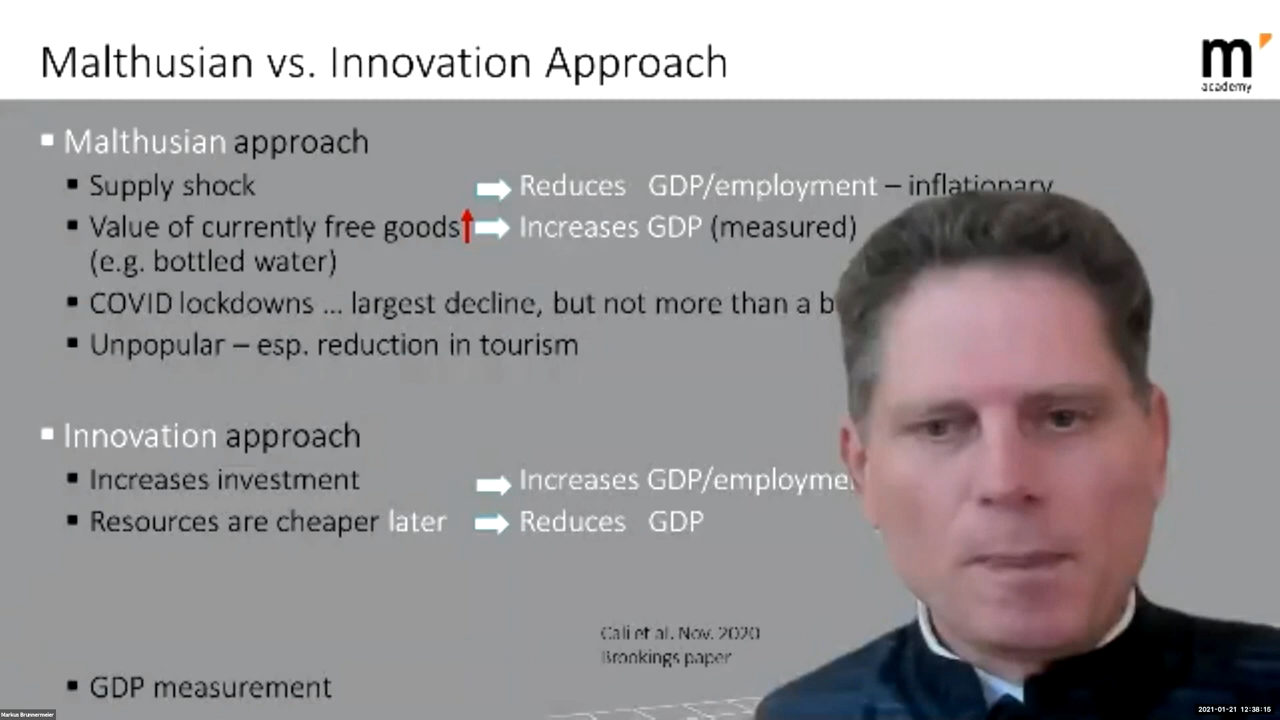 Malthusian vs. Innovation Approach
m'
academy
Malthusian approach
Supply shock Reduces GDP/employment – inflationary
Value of currently free goods Increases GDP (measured)
(e.g. bottled water)
COVID lockdowns ... largest decline, but not more than a b
Unpopular – esp. reduction in tourism
Innovation approach
Increases investment Increases GDP/employme
Resources are cheaper later Reduces GDP
Cali et al. Nov. 2020
Brookings paper
GDP measurement
Markus Brunnermeier
2021-01-21 12:38:15